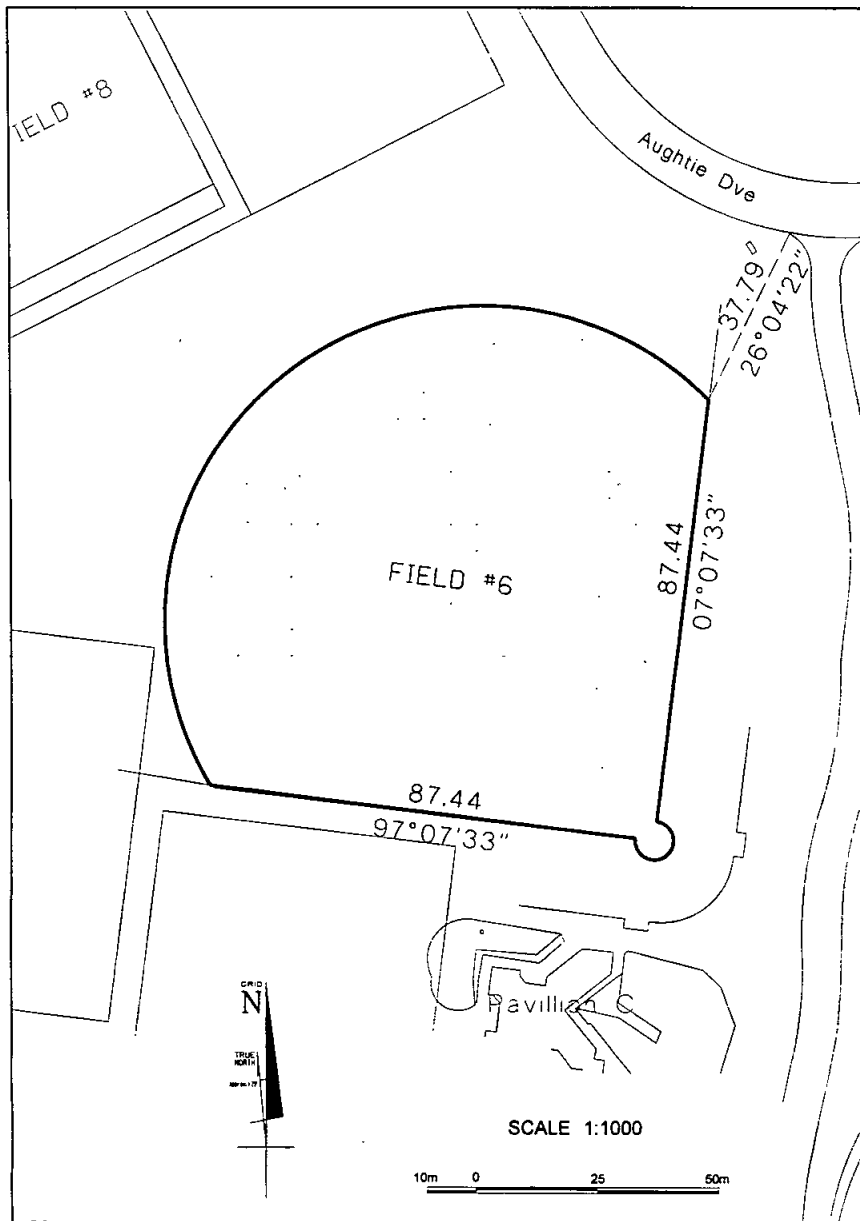 IELD #8
Aughtie Dve
37.79
26°04'22"
87.44
07°07'33"
FIELD #6
87.44
97°07'33"
Pavillion C
GRID
N
TRUE
NORTH
SCALE 1:1000
10m 0 25 50m